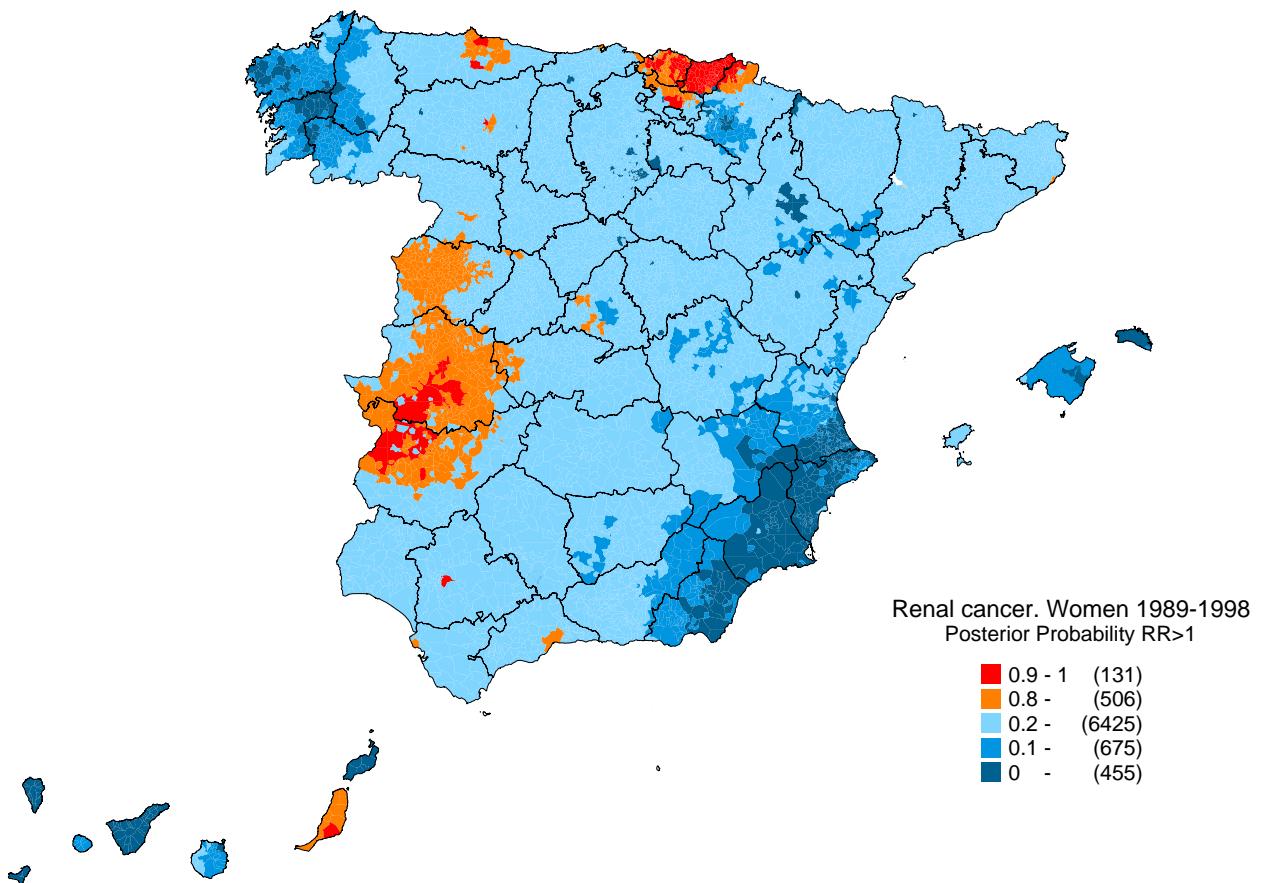 Renal cancer. Women 1989-1998
Posterior Probability RR>1
0.9 - 1 (131)
0.8 - (506)
0.2 - (6425)
0.1 - (675)
0 - (455)